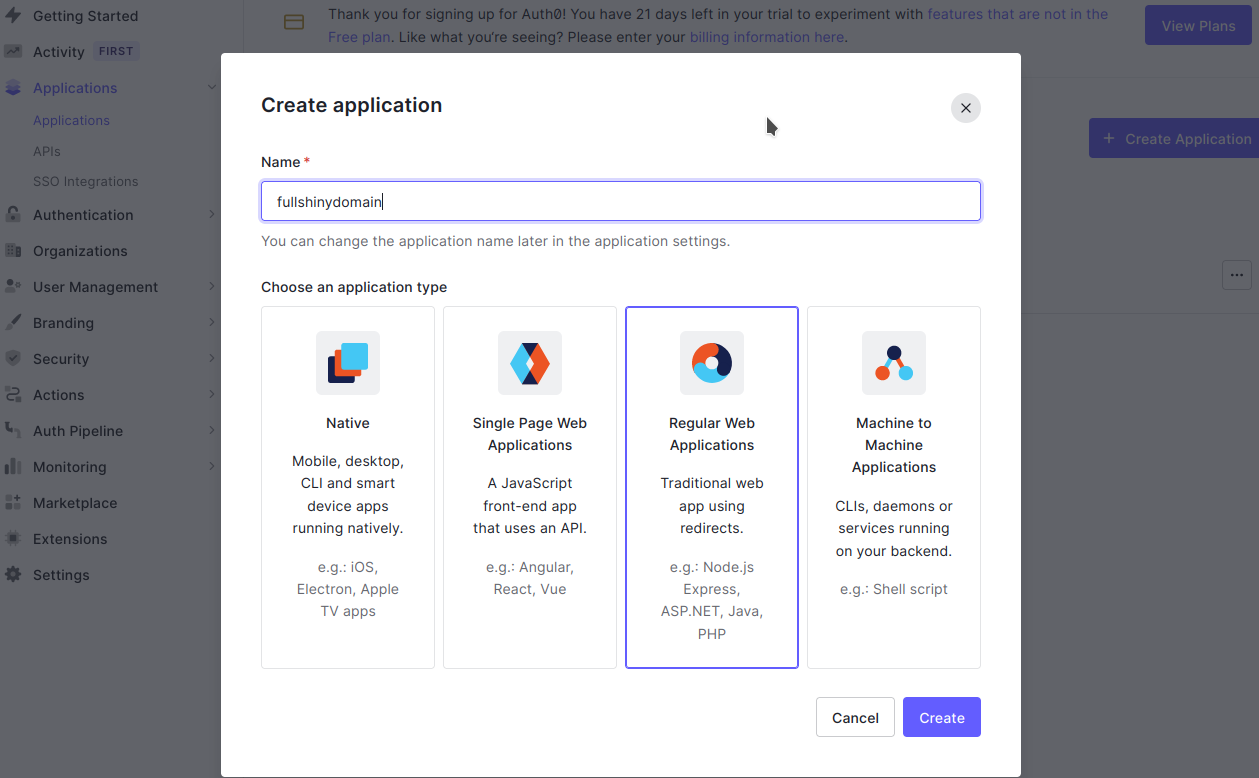 Getting Started
Activity FIRST
Applications
Applications
APIs
SSO Integrations
Authentication
Organizations
User Management
Branding
Security
Actions
Auth Pipeline
Monitoring
Marketplace
Extensions
Settings
Thank you for signing up for Auth0! You have 21 days left in your trial to experiment with features that are not in the
Free plan. Like what you're seeing? Please enter your billing information here.
View Plans
+ Create Application
Create application
Name *
fullshinydomain
You can change the application name later in the application settings.
Choose an application type
Native
Mobile, desktop,
CLI and smart
device apps
running natively.
e.g.: iOS,
Electron, Apple
TV apps
Single Page Web
Applications
A JavaScript
front-end app
that uses an API.
e.g.: Angular,
React, Vue
Regular Web
Applications
Traditional web
app using
redirects.
e.g.: Node.js
Express,
ASP.NET, Java,
PHP
Machine to
Machine
Applications
CLIs, daemons or
services running
on your backend.
e.g.: Shell script
Cancel
Create